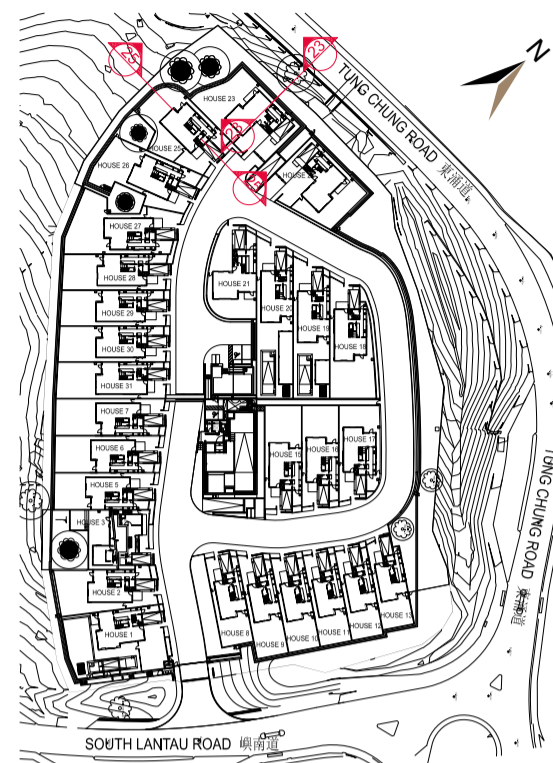 25
23
N
TUNG CHUNG ROAD
HOUSE 23
23
HOUSE 25
HOUSE 26
25
HOUSE
HOUSE 27
HOUSE 28
HOUSE 21
HOUSE 20
HOUSE 29
HOUSE 19
HOUSE 18
HOUSE 30
HOUSE 31
HOUSE 7
HOUSE 17
HOUSE 6
HOUSE 15
HOUSE 16
HOUSE 5
TUNG CHUNG ROAD
HOUSE 3
HOUSE 2
HOUSE 1
HOUSE 8
HOUSE 9
HOUSE 10
HOUSE 11
HOUSE 12
HOUSE 13
SOUTH LANTAU ROAD 嶼南道